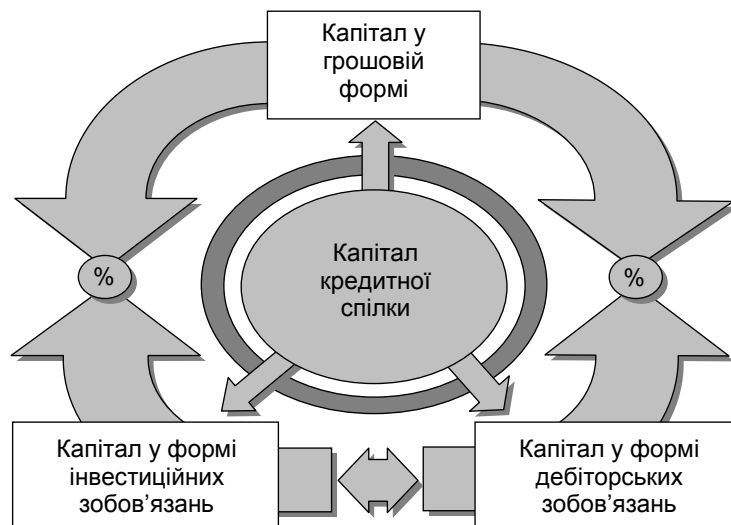 Капітал у
грошовій
формі
%
Капітал
кредитної
спілки
%
Капітал у формі
інвестиційних
зобов’язань
Капітал у формі
дебіторських
зобов’язань